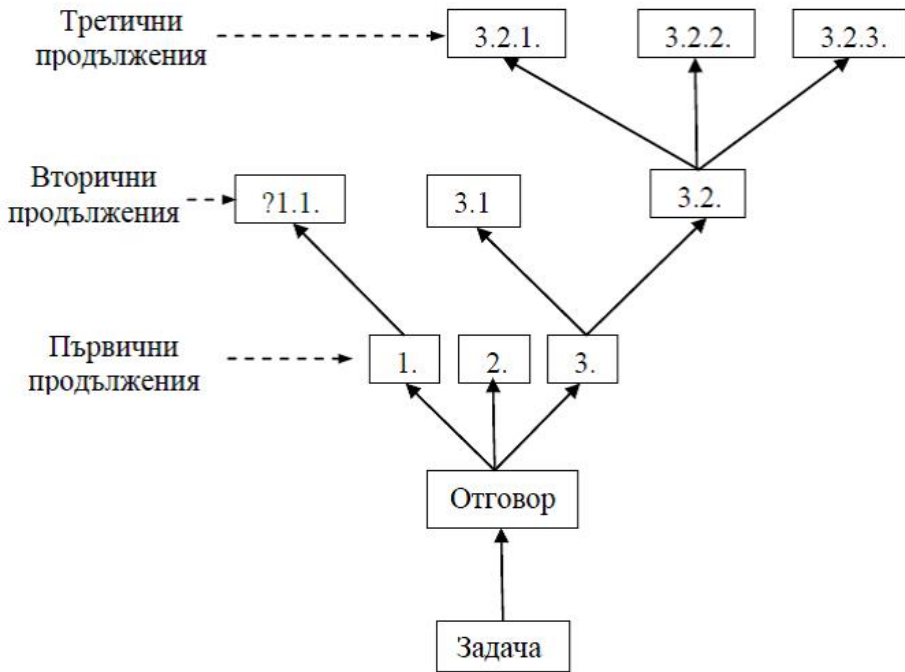 Третични
продължения
3.2.1.
3.2.2.
3.2.3.
Вторични
продължения
?1.1.
3.1
3.2.
Първични
продължения
1.
2.
3.
Отговор
Задача